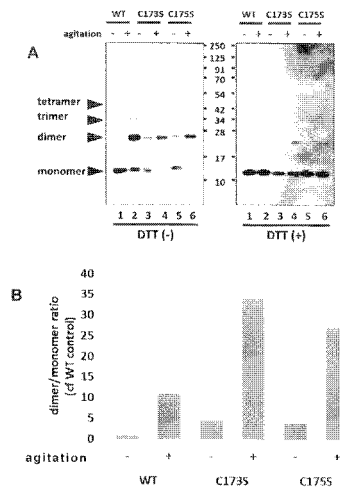 WT C173S C175S WT C173S C175S
agitation - + - + - + - + - + - +
A
250
125
91
70
54
42
34
28
17
10
tetramer
trimer
dimer
monomer
1 2 3 4 5 6 1 2 3 4 5 6
DTT (-) DTT (+)
B
dimer/monomer ratio
(cf WT control)
40
35
30
25
20
15
10
5
0
agitation - + - + - +
WT C173S C175S